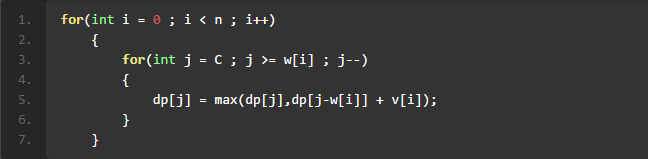 1. for(int i = 0 ; i < n ; i++)
2. {
3. for(int j = C ; j >= w[i] ; j--)
4. {
5. dp[j] = max(dp[j],dp[j-w[i]] + v[i]);
6. }
7. }